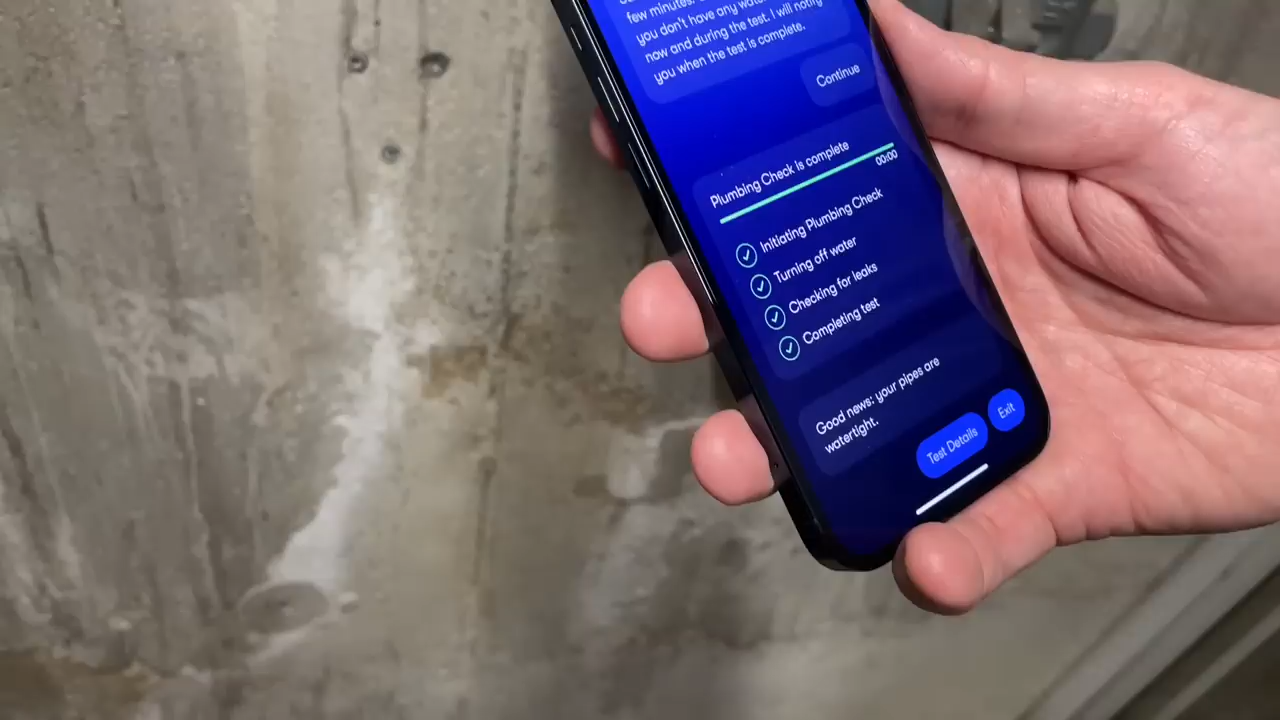 few minutes.
you don't have any
now and during the test. I will notify
you when the test is complete.
Continue
Plumbing Check is complete
00:00
Initiating Plumbing Check
Turning off water
Checking for leaks
Completing test
Good news: your pipes are
watertight.
Test Details
Exit